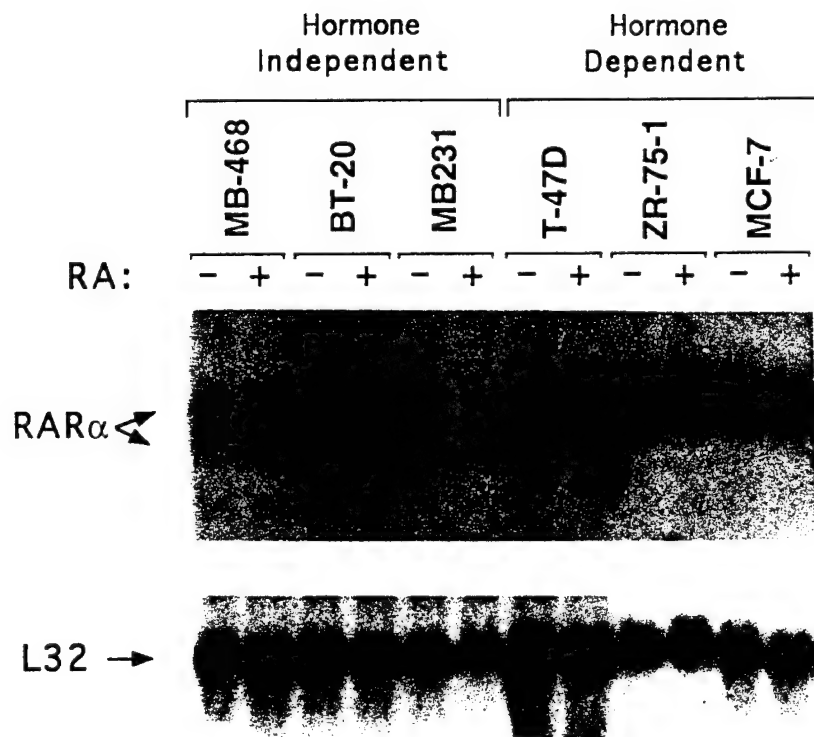 Hormone Independent
Hormone Dependent
MB-468
BT-20
MB231
T-47D
ZR-75-1
MCF-7
RA: - + - + - + - + - + - +
RARα
L32